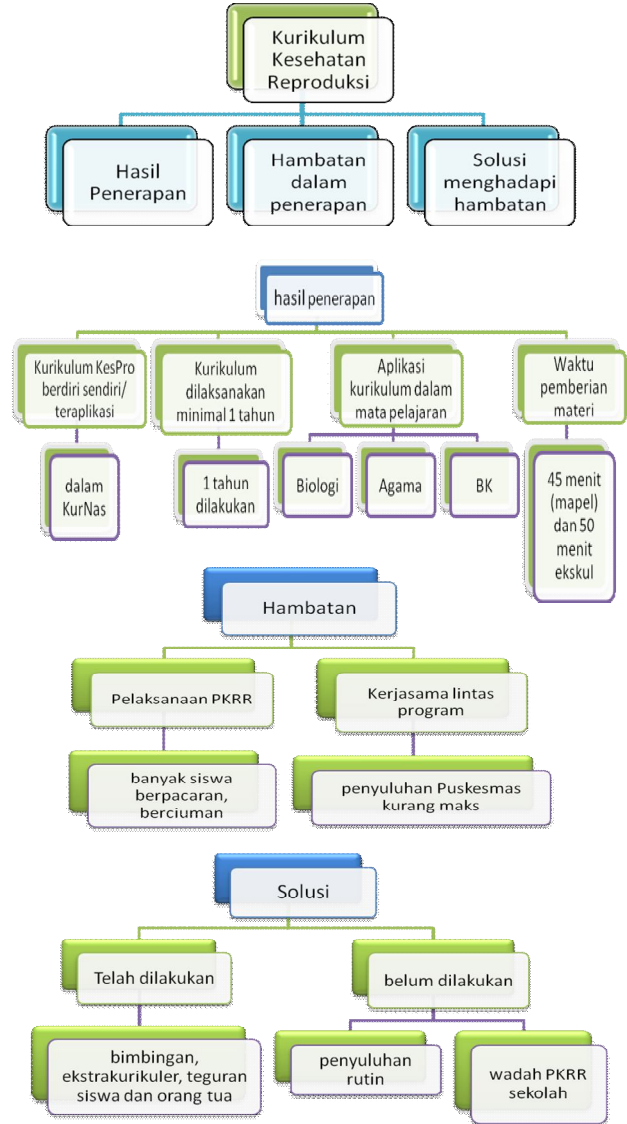 Kurikulum
Kesehatan
Reproduksi
Hasil
Penerapan
Hambatan
dalam
penerapan
Solusi
menghadapi
hambatan
hasil penerapan
Kurikulum KesPro
berdiri sendiri/
teraplikasi
Kurikulum
dilaksanakan
minimal 1 tahun
Aplikasi
kurikulum dalam
mata pelajaran
Waktu
pemberian
materi
dalam
KurNas
1 tahun
dilakukan
Biologi
Agama
BK
45 menit
(mapel)
dan 50
menit
ekskul
Hambatan
Pelaksanaan PKRR
Kerjasama lintas
program
banyak siswa
berpacaran,
berciuman
penyuluhan Puskesmas
kurang maks
Solusi
Telah dilakukan
belum dilakukan
bimbingan,
ekstrakurikuler, teguran
siswa dan orang tua
penyuluhan
rutin
wadah PKRR
sekolah